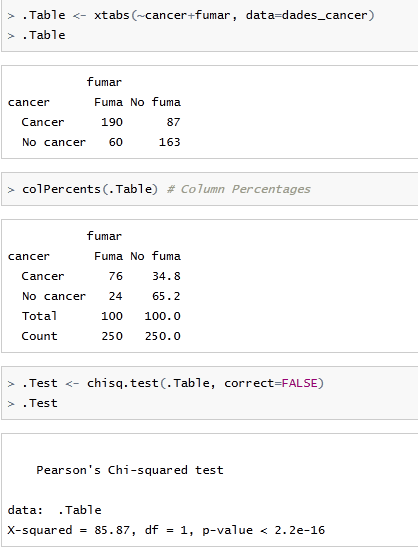 > .Table <- xtabs(~cancer+fumar, data=dades_cancer)
> .Table
fumar
cancer Fuma No fuma
Cancer 190 87
No cancer 60 163
> colPercents(.Table) # Column Percentages
fumar
cancer Fuma No fuma
Cancer 76 34.8
No cancer 24 65.2
Total 100 100.0
Count 250 250.0
> .Test <- chisq.test(.Table, correct=FALSE)
> .Test
Pearson's Chi-squared test
data: .Table
X-squared = 85.87, df = 1, p-value < 2.2e-16